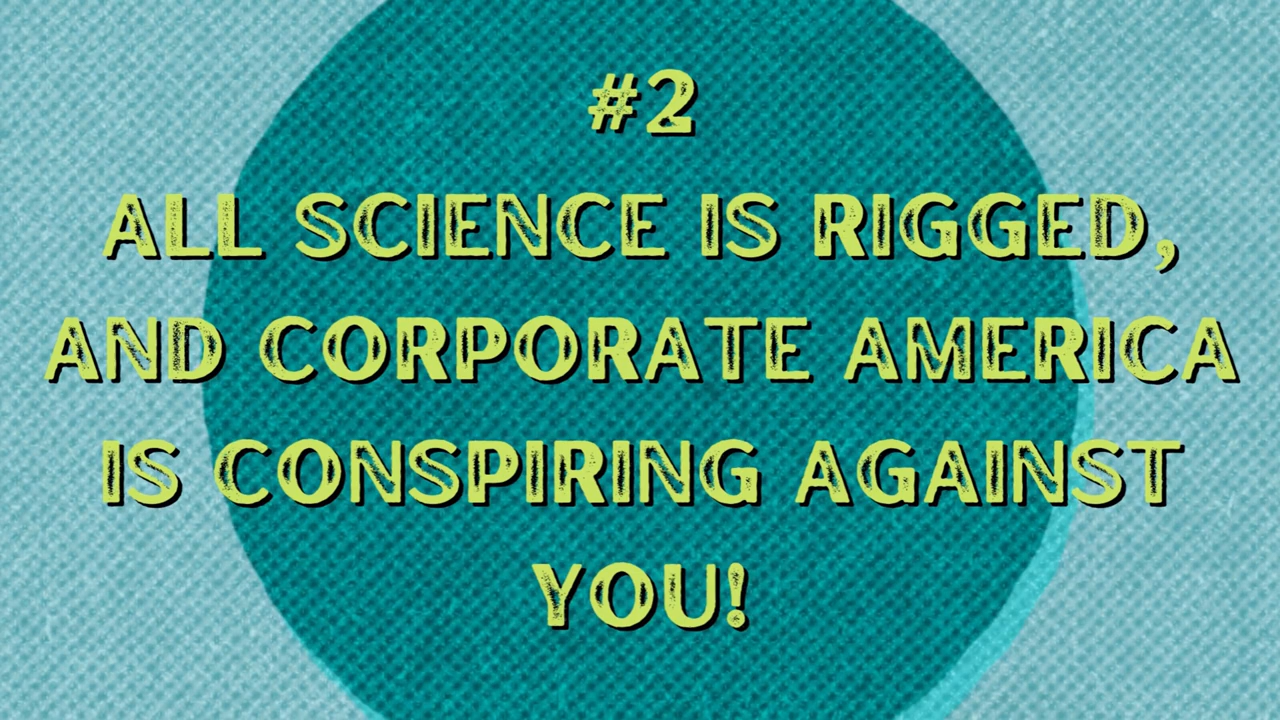 #2
ALL SCIENCE IS RIGGED,
AND CORPORATE AMERICA
IS CONSPIRING AGAINST
YOU!